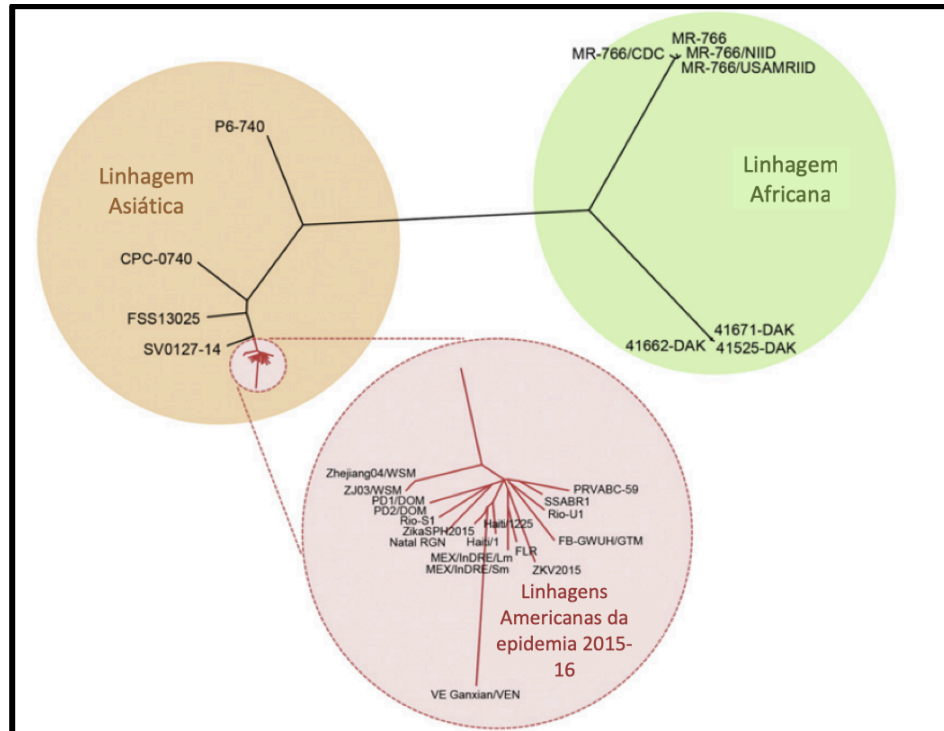 MR-766
MR-766/CDC
MR-766/NIID
MR-766/USAMRIID
P6-740
Linhagem
Asiática
Linhagem
Africana
CPC-0740
FSS13025
SV0127-14
41671-DAK
41662-DAK
41525-DAK
Zhejiang04/WSM
ZJ03/WSM
PRVABC-59
PD1/DOM
SSABR1
PD2/DOM
Rio-U1
Rio-S1
Haiti/1225
ZikaSPH2015
Natal RGN
Haiti/1
FB-GWUH/GTM
FLR
MEX/InDRE/Lm
MEX/InDRE/Sm
ZKV2015
Linhagens
Americanas da
epidemia 2015-
16
VE Ganxian/VEN